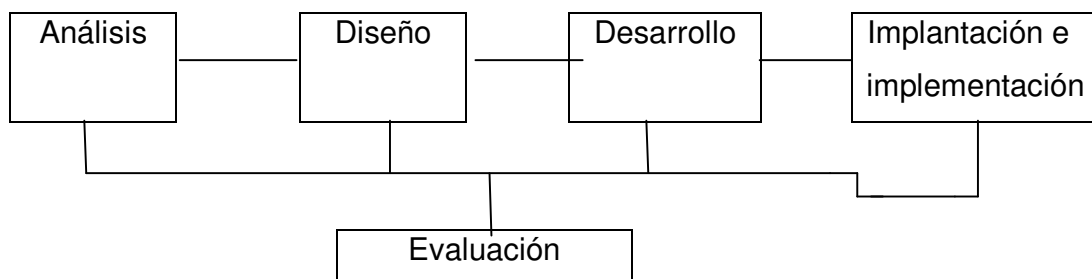 Análisis
Diseño
Desarrollo
Implantación e
implementación
Evaluación